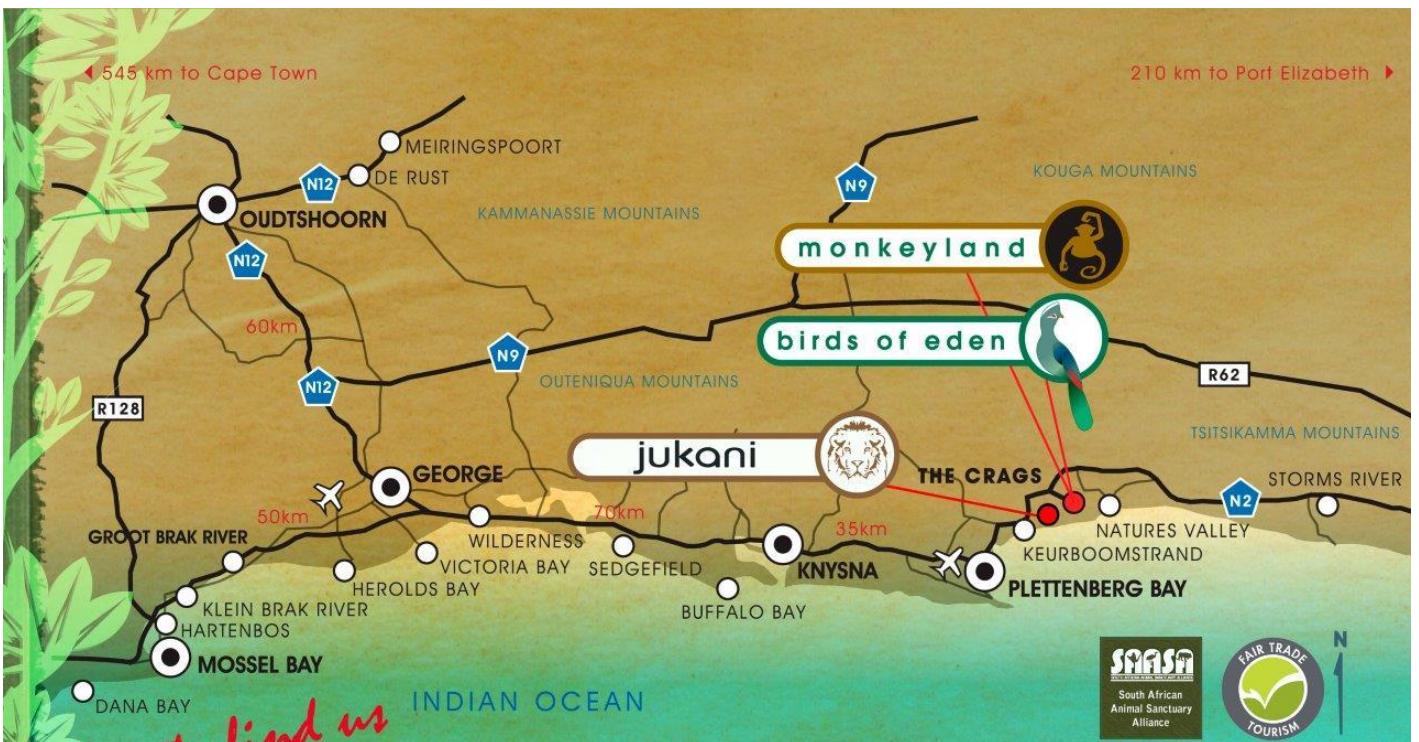 545 km to Cape Town
210 km to Port Elizabeth
MEIRINGSPOORT
DE RUST
N12
OUDTSHOORN
KAMMANASSIE MOUNTAINS
N9
KOUGA MOUNTAINS
monkeyland
N12
60km
birds of eden
N9
N12
OUTENIQUA MOUNTAINS
R62
R128
TSITSIKAMMA MOUNTAINS
jukani
GEORGE
THE CRAGS
STORMS RIVER
N2
50km
70km
35km
GROOT BRAK RIVER
WILDERNESS
NATURES VALLEY
KEURBOOMSTRAND
VICTORIA BAY
SEDGEFIELD
KNYSNA
HEROLDS BAY
PLETTENBERG BAY
BUFFALO BAY
KLEIN BRAK RIVER
HARTENBOS
MOSSEL BAY
DANA BAY
INDIAN OCEAN
find us
SAASA
South African
Animal Sanctuary
Alliance
FAIR TRADE
TOURISM
N